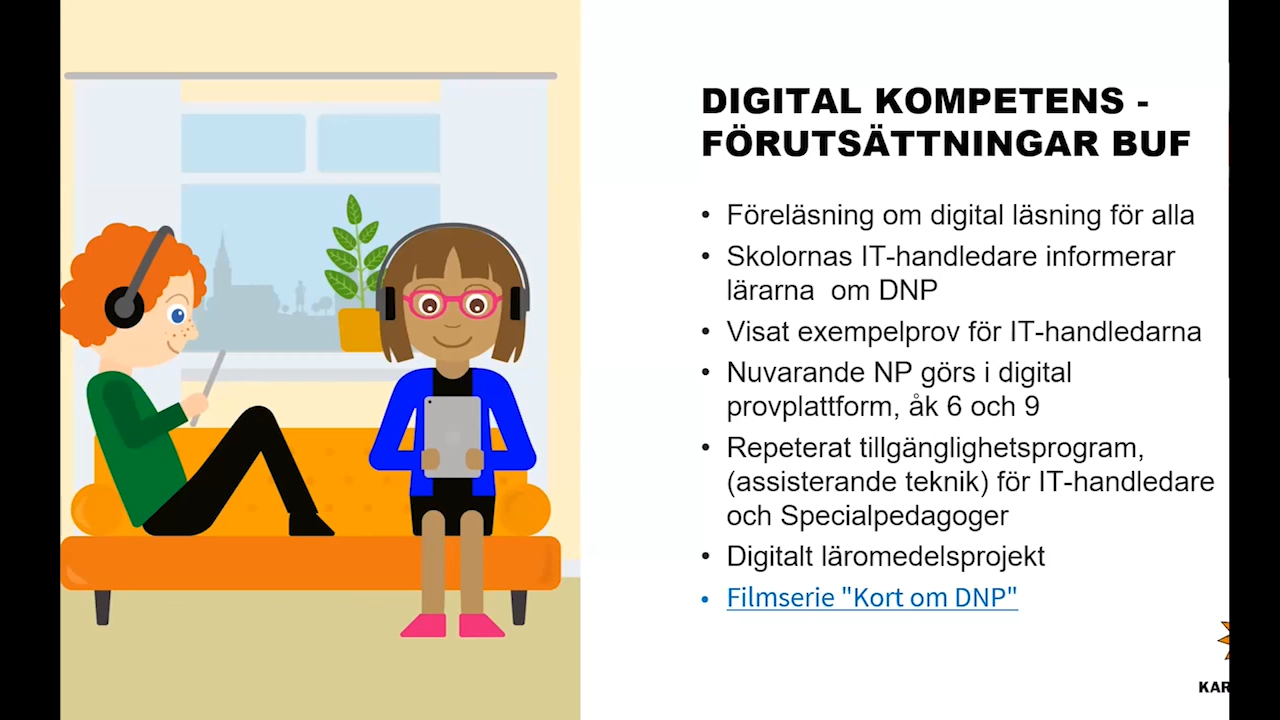 DIGITAL KOMPETENS -
FÖRUTSÄTTNINGAR BUF
• Föreläsning om digital läsning för alla
• Skolornas IT-handledare informerar
lärarna om DNP
• Visat exempelprov för IT-handledarna
• Nuvarande NP görs i digital
provplattform, åk 6 och 9
• Repeterat tillgänglighetsprogram,
(assisterande teknik) för IT-handledare
och Specialpedagoger
• Digitalt läromedelsprojekt
• Filmserie "Kort om DNP"
KAR